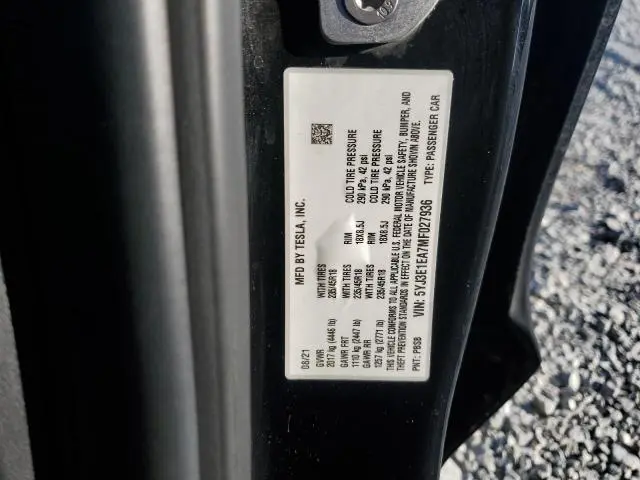 10.9
MFD BY TESLA, INC.
08/21
GVWR WITH TIRES RIM COLD TIRE PRESSURE
2017 kg (4446 lb) 235/45R18 18X8.5J 290 kPa, 42 psi
GAWR FRT WITH TIRES RIM COLD TIRE PRESSURE
1110 kg (2447 lb) 235/45R18 18X8.5J 290 kPa, 42 psi
GAWR RR
1257 kg (2771 lb) 235/45R18
THIS VEHICLE CONFORMS TO ALL APPLICABLE U.S. FEDERAL MOTOR VEHICLE SAFETY, BUMPER, AND
THEFT PREVENTION STANDARDS IN EFFECT ON THE DATE OF MANUFACTURE SHOWN ABOVE.
VIN: 5YJ3E1EA7MF027936 TYPE: PASSENGER CAR
PNT: PBSB